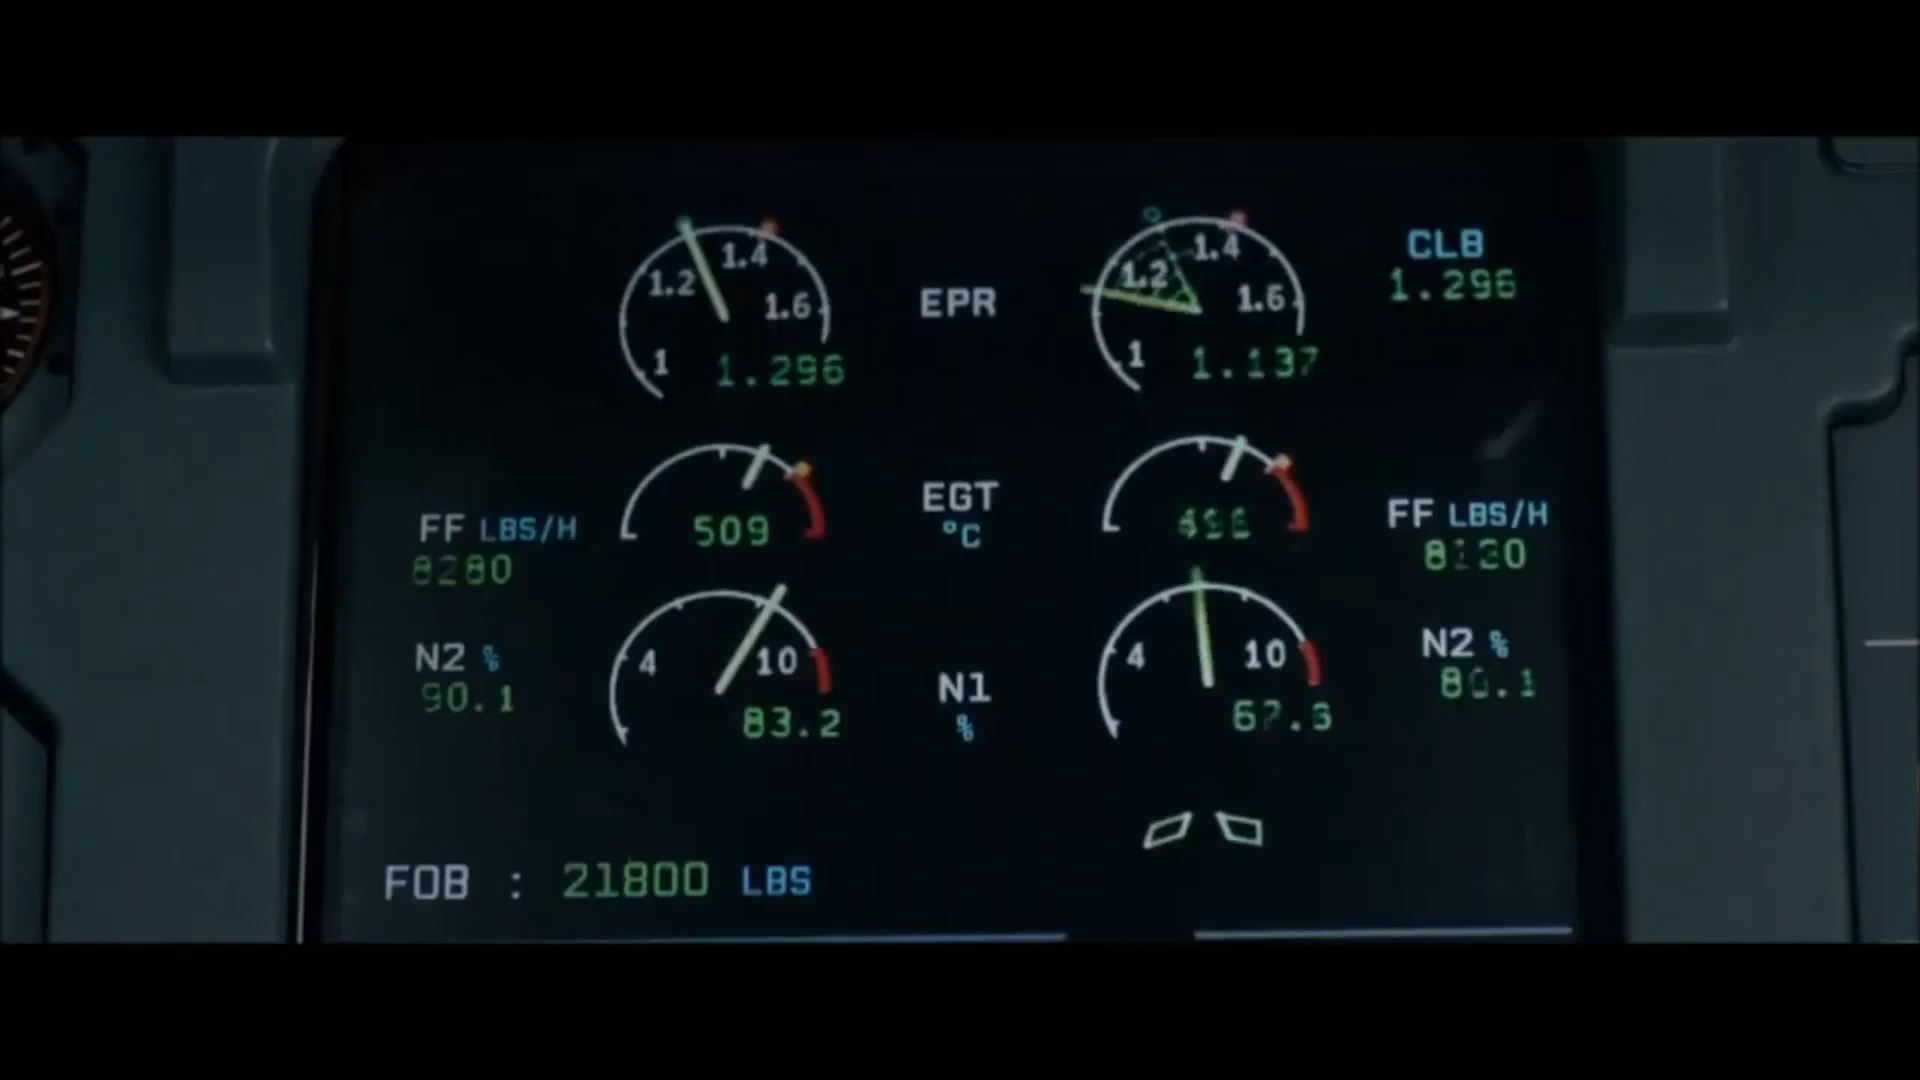 1.2 1.4 1.6 1
1.296
EPR
1.2 1.4 1.6 1
1.137
CLB
1.296
FF LBS/H
8280
509
EGT
°C
FF LBS/H
N2 %
90.1
4 10
83.2
N1
%
4 10
N2 %
FOB : 21800 LBS